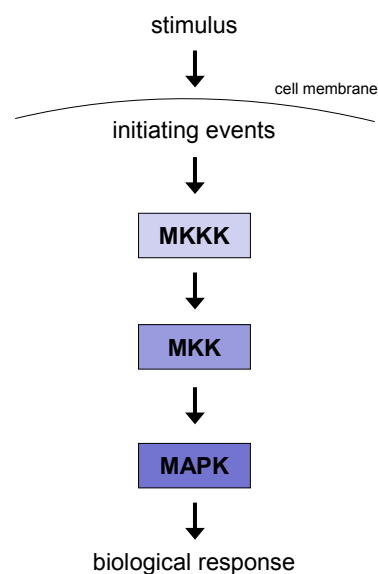 stimulus
cell membrane
initiating events
MKKK
MKK
MAPK
biological response